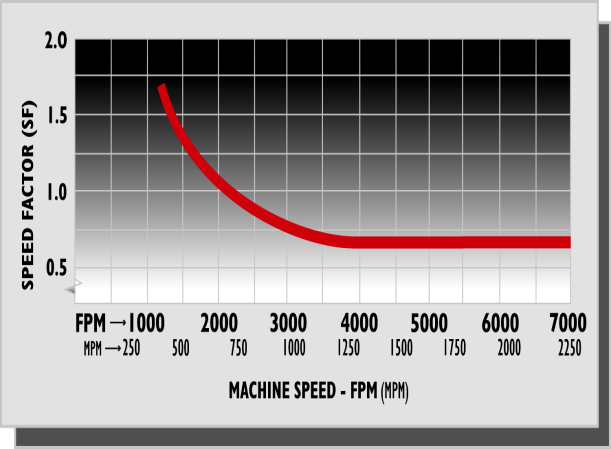 2.0
1.5
1.0
0.5
SPEED FACTOR (SF)
FPM→1000 2000 3000 4000 5000 6000 7000
MPM→250 500 750 1000 1250 1500 1750 2000 2250
MACHINE SPEED - FPM (MPM)